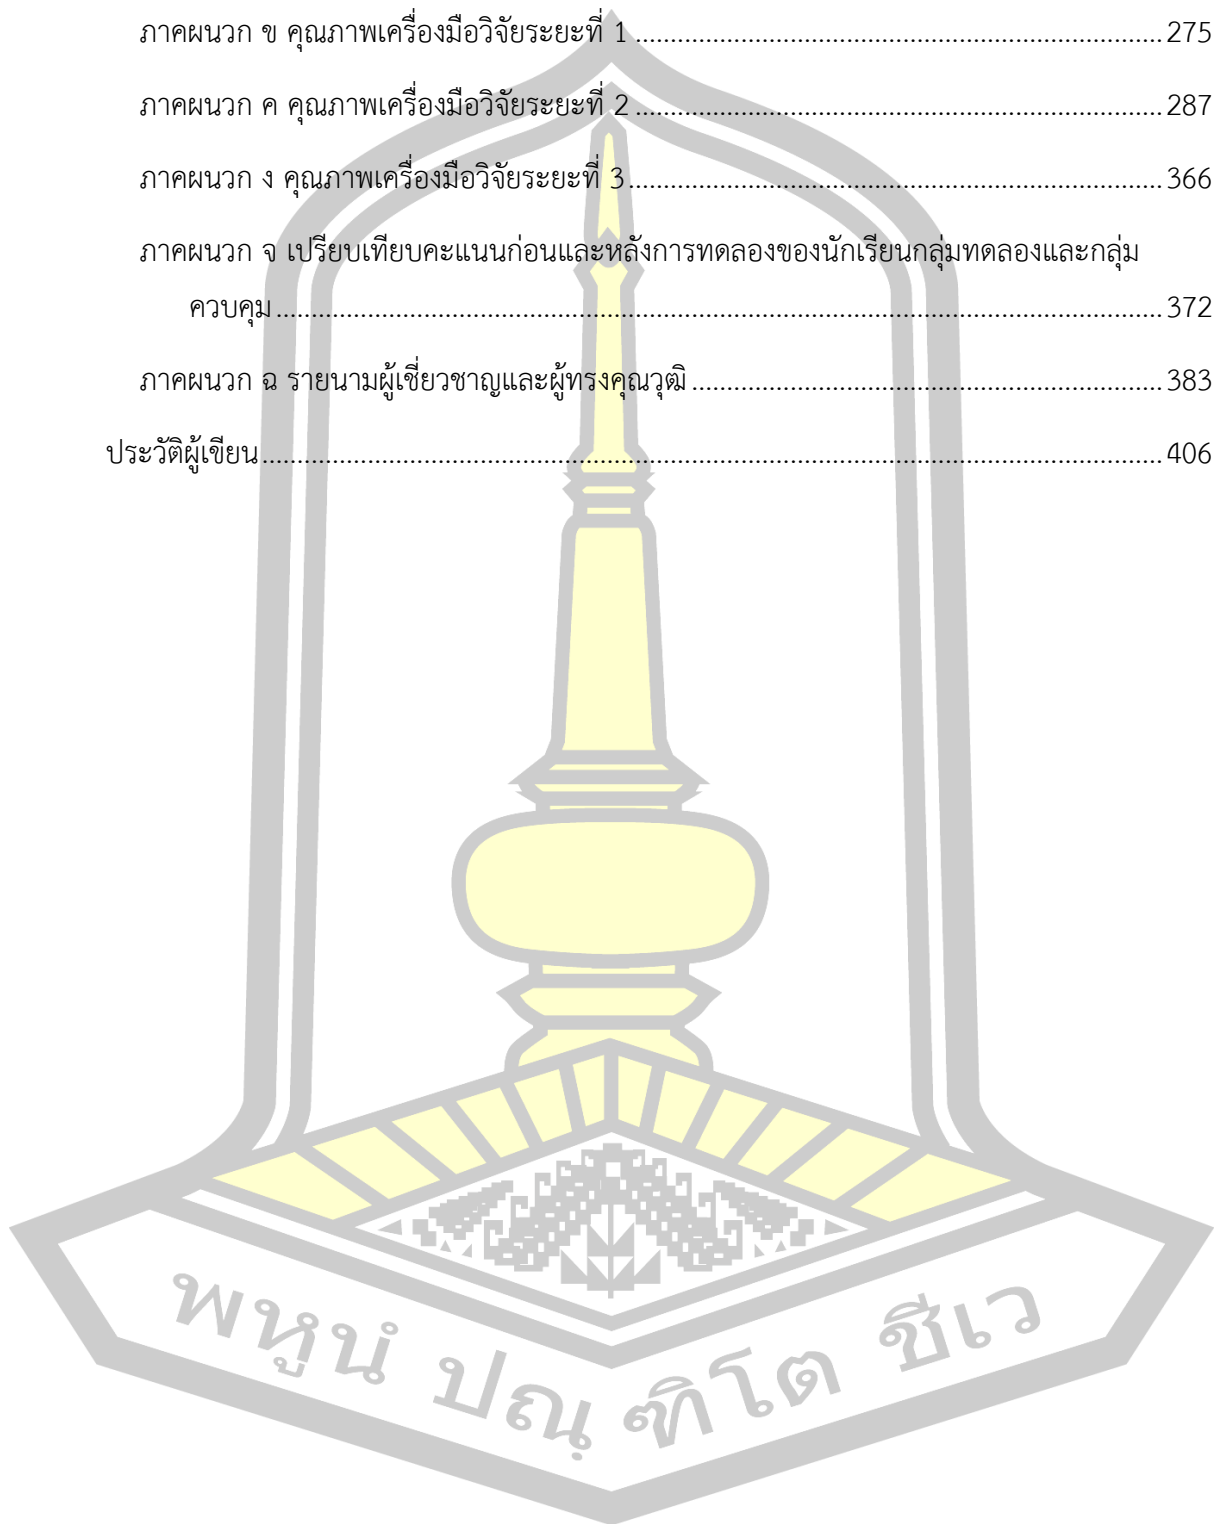 ภาคผนวก ข คุณภาพเครื่องมือวิจัยระยะที่ 1 ........................................................................ 275
ภาคผนวก ค คุณภาพเครื่องมือวิจัยระยะที่ 2 ........................................................................ 287
ภาคผนวก ง คุณภาพเครื่องมือวิจัยระยะที่ 3 ........................................................................ 366
ภาคผนวก จ เปรียบเทียบคะแนนก่อนและหลังการทดลองของนักเรียนกลุ่มทดลองและกลุ่ม
ควบคุม ........................................................................ 372
ภาคผนวก ฉ รายนามผู้เชี่ยวชาญและผู้ทรงคุณวุฒิ ........................................................................ 383
ประวัติผู้เขียน ........................................................................ 406
พหูนํ ปณฺฑิโต ชีเว